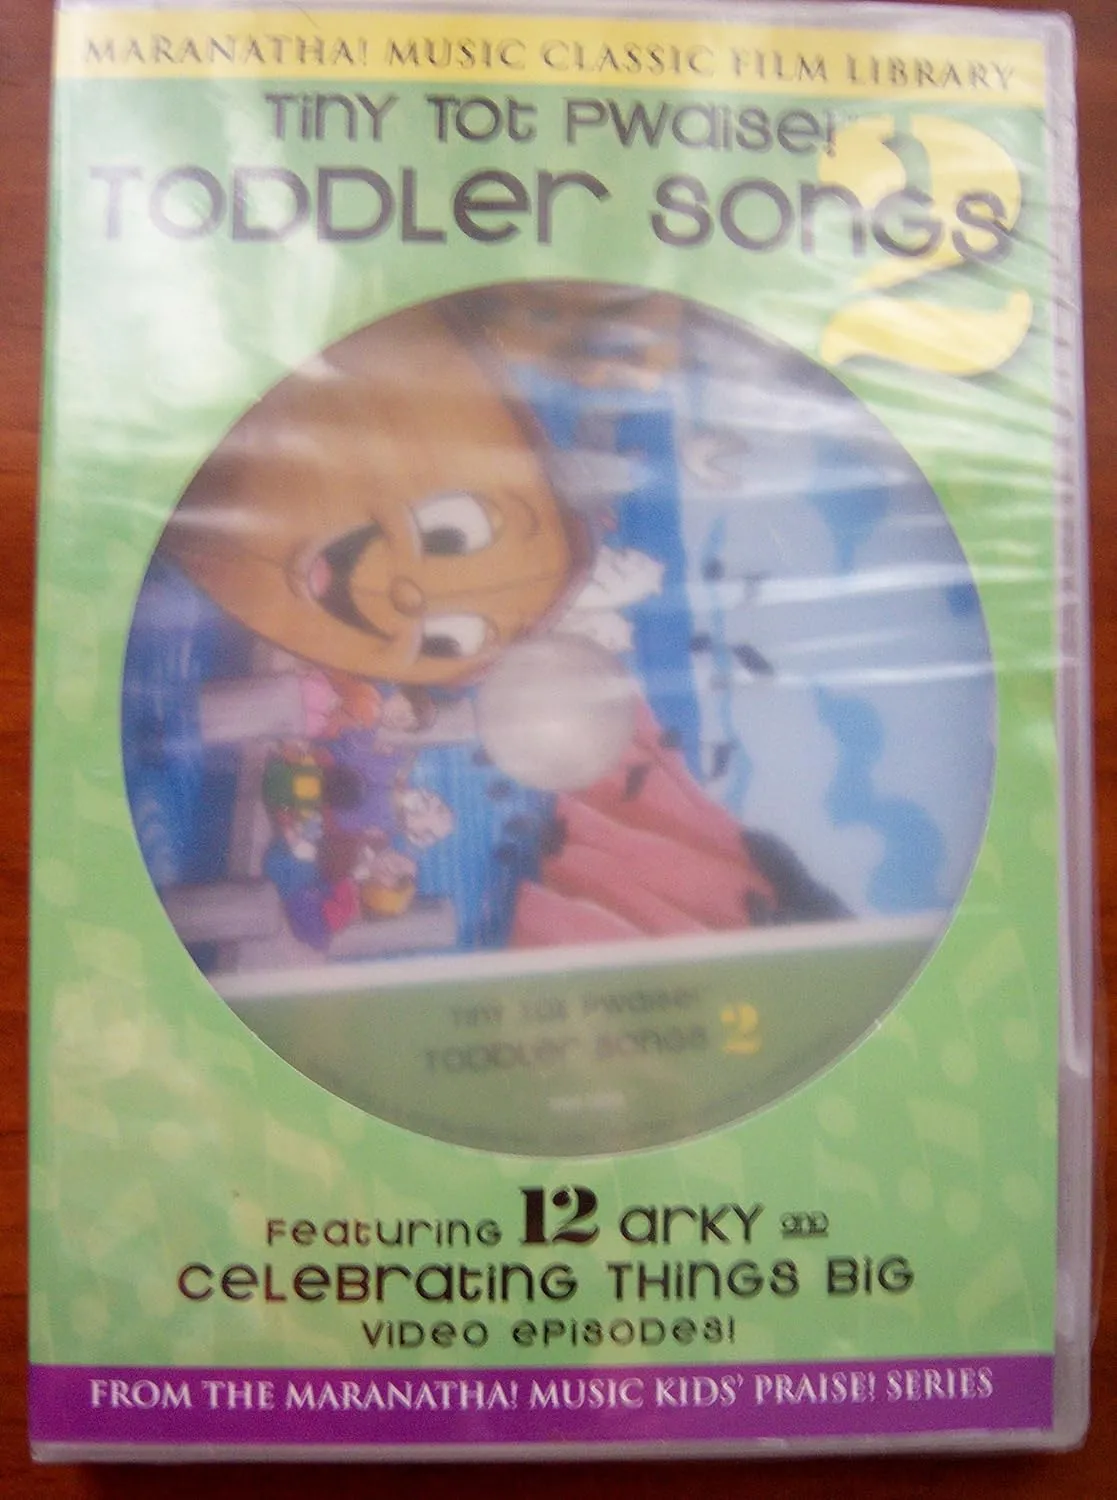 MARANATHA! MUSIC CLASSIC FILM LIBRARY
Tiny Tot Pwaise!
Toddler Songs 2
Tiny Tot Pwaise!
Toddler Songs 2
Featuring 12 Arky and
Celebrating Things Big
Video Episodes!
FROM THE MARANATHA! MUSIC KIDS' PRAISE! SERIES